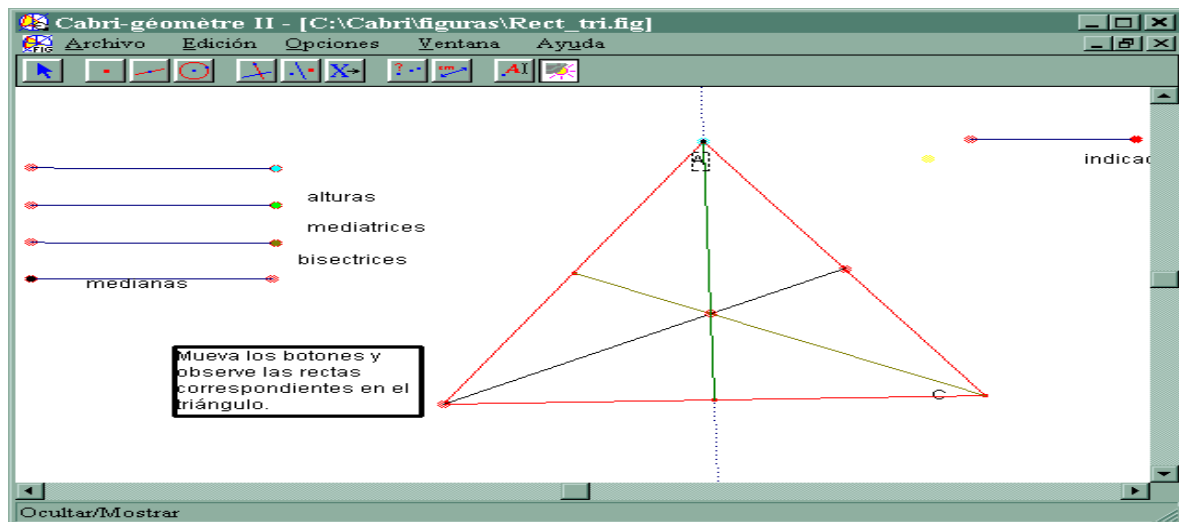 Cabri-géomètre II - [C:\Cabri\figuras\Rect_tri.fig]
Archivo Edición Opciones Ventana Ayuda
alturas
mediatrices
bisectrices
medianas
Mueva los botones y
observe las rectas
correspondientes en el
triángulo.
A
C
indicac
Ocultar/Mostrar